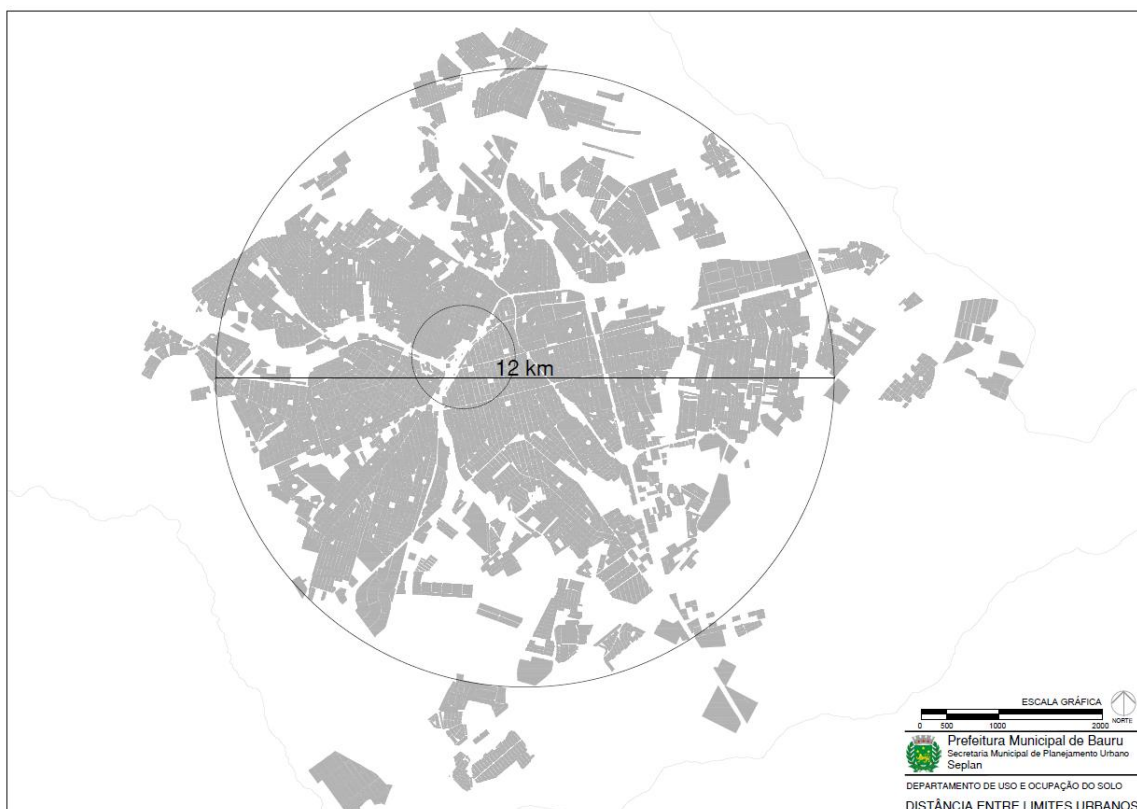 12 km
ESCALA GRÁFICA
0 500 1000 2000
NORTE
Prefeitura Municipal de Bauru
Secretaria Municipal de Planejamento Urbano
Seplan
DEPARTAMENTO DE USO E OCUPAÇÃO DO SOLO
DISTÂNCIA ENTRE LIMITES URBANOS